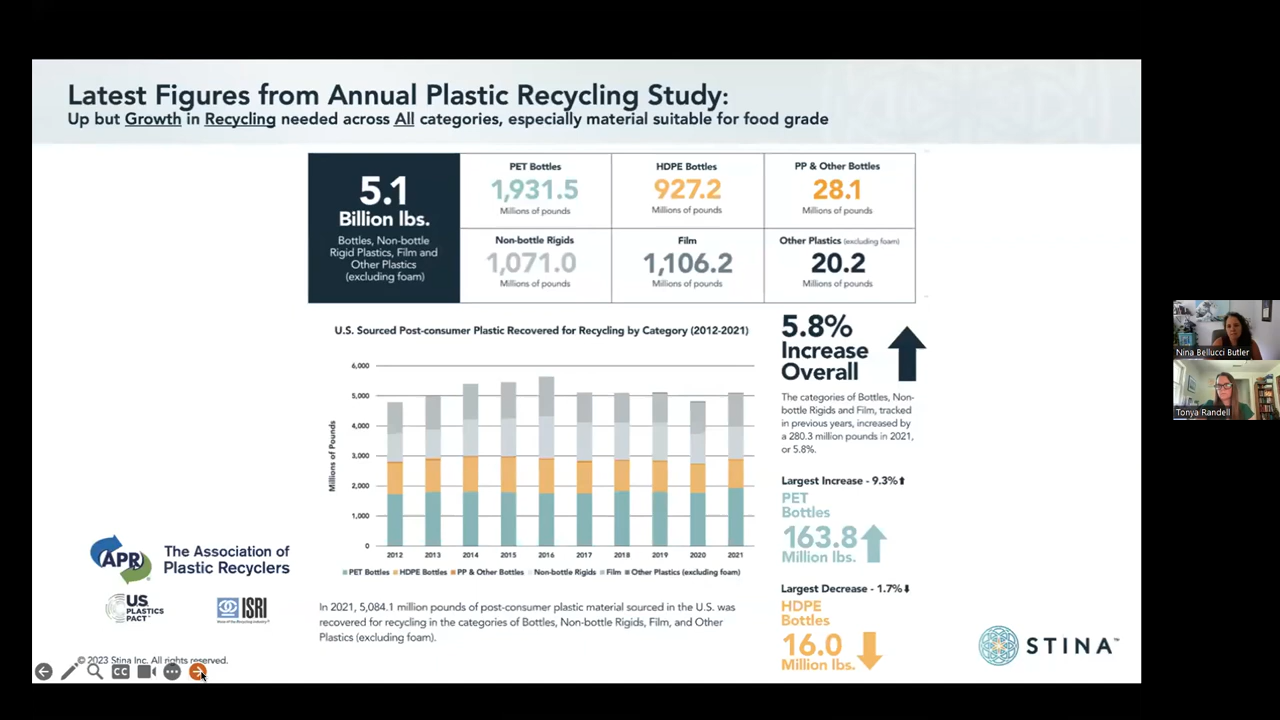 Latest Figures from Annual Plastic Recycling Study:
Up but Growth in Recycling needed across All categories, especially material suitable for food grade
5.1
Billion lbs.
Bottles, Non-bottle
Rigid Plastics, Film and
Other Plastics
(excluding foam)
PET Bottles
1,931.5
Millions of pounds
HDPE Bottles
927.2
Millions of pounds
PP & Other Bottles
28.1
Millions of pounds
Non-bottle Rigids
1,071.0
Millions of pounds
Film
1,106.2
Millions of pounds
Other Plastics (excluding foam)
20.2
Millions of pounds
U.S. Sourced Post-consumer Plastic Recovered for Recycling by Category (2012-2021)
Millions of Pounds
6,000
5,000
4,000
3,000
2,000
1,000
0
2012 2013 2014 2015 2016 2017 2018 2019 2020 2021
PET Bottles HDPE Bottles PP & Other Bottles Non-bottle Rigids Film Other Plastics (excluding foam)
In 2021, 5,084.1 million pounds of post-consumer plastic material sourced in the U.S. was
recovered for recycling in the categories of Bottles, Non-bottle Rigids, Film, and Other
Plastics (excluding foam).
5.8%
Increase
Overall
The categories of Bottles, Non-
bottle Rigids and Film, tracked
in previous years, increased by
a 280.3 million pounds in 2021,
or 5.8%.
Largest Increase - 9.3%
PET
Bottles
163.8
Million lbs.
Largest Decrease - 1.7%
HDPE
Bottles
16.0
Million lbs.
APR
The Association of
Plastic Recyclers
U.S.
PLASTICS
PACT
ISRI
© 2023 Stina Inc. All rights reserved.
CC
STINA™
Nina Bellucci Butler
Tonya Randell